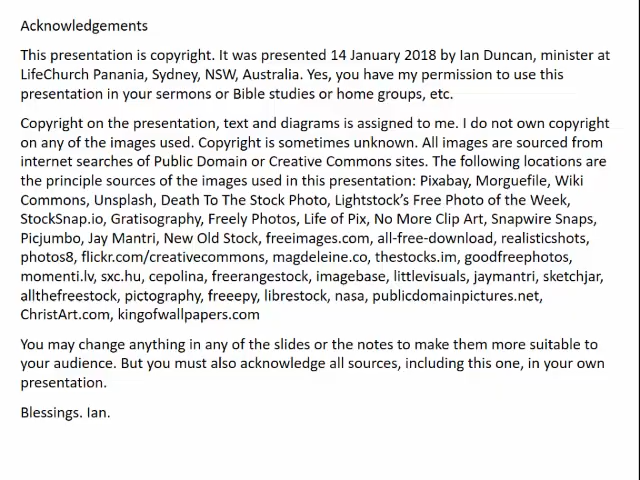 Acknowledgements
This presentation is copyright. It was presented 14 January 2018 by Ian Duncan, minister at
LifeChurch Panania, Sydney, NSW, Australia. Yes, you have my permission to use this
presentation in your sermons or Bible studies or home groups, etc.
Copyright on the presentation, text and diagrams is assigned to me. I do not own copyright
on any of the images used. Copyright is sometimes unknown. All images are sourced from
internet searches of Public Domain or Creative Commons sites. The following locations are
the principle sources of the images used in this presentation: Pixabay, Morguefile, Wiki
Commons, Unsplash, Death To The Stock Photo, Lightstock's Free Photo of the Week,
StockSnap.io, Gratisography, Freely Photos, Life of Pix, No More Clip Art, Snapwire Snaps,
Picjumbo, Jay Mantri, New Old Stock, freeimages.com, all-free-download, realisticshots,
photos8, flickr.com/creativecommons, magdeleine.co, thestocks.im, goodfreephotos,
momenti.lv, sxc.hu, cepolina, freerangestock, imagebase, littlevisuals, jaymantri, sketchjar,
allthefreestock, pictography, freeepy, librestock, nasa, publicdomainpictures.net,
ChristArt.com, kingofwallpapers.com
You may change anything in any of the slides or the notes to make them more suitable to
your audience. But you must also acknowledge all sources, including this one, in your own
presentation.
Blessings. Ian.